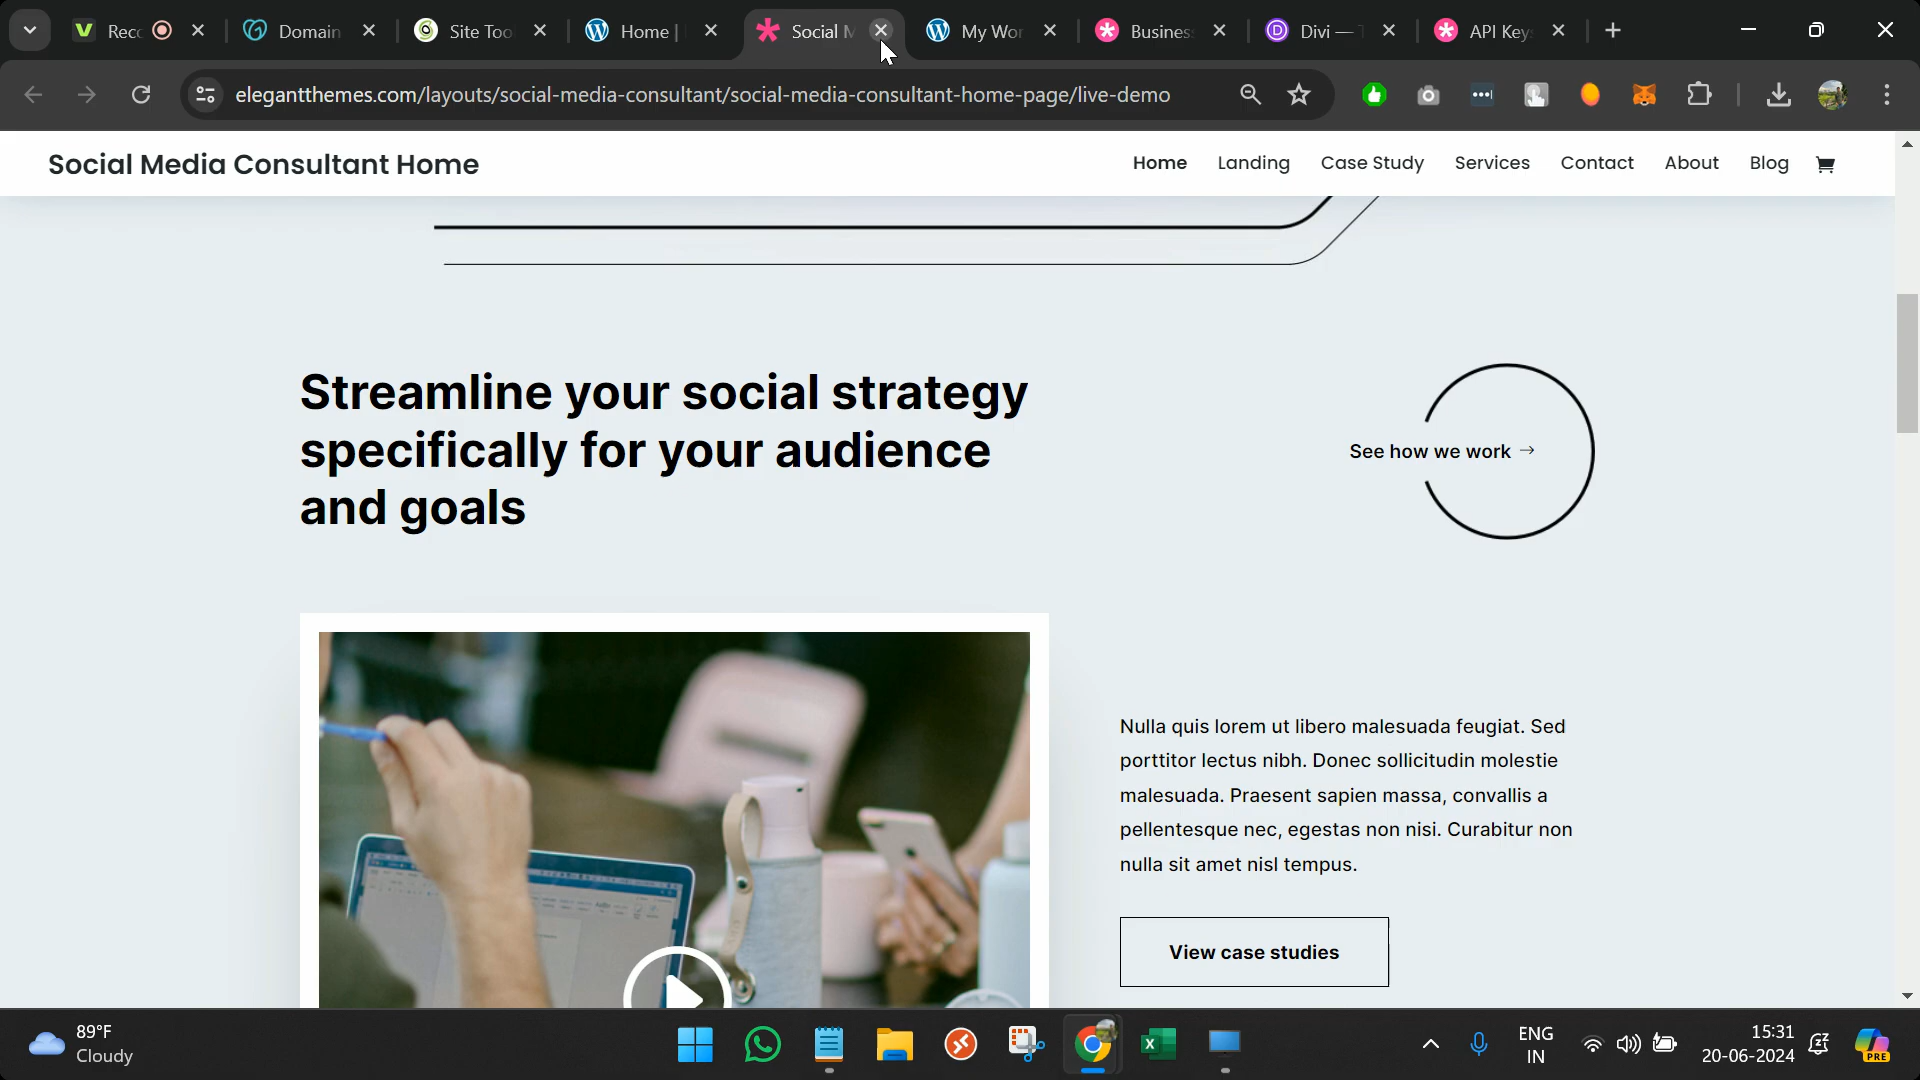 Rec
Domain
Site Too
Home |
Social M
My Wor
Business
Divi — T
API Key
elegantthemes.com/layouts/social-media-consultant/social-media-consultant-home-page/live-demo
Social Media Consultant Home
Home
Landing
Case Study
Services
Contact
About
Blog
Streamline your social strategy
specifically for your audience
and goals
See how we work →
Nulla quis lorem ut libero malesuada feugiat. Sed
porttitor lectus nibh. Donec sollicitudin molestie
malesuada. Praesent sapien massa, convallis a
pellentesque nec, egestas non nisi. Curabitur non
nulla sit amet nisl tempus.
View case studies
89°F
Cloudy
ENG
IN
15:31
20-06-2024
PRE